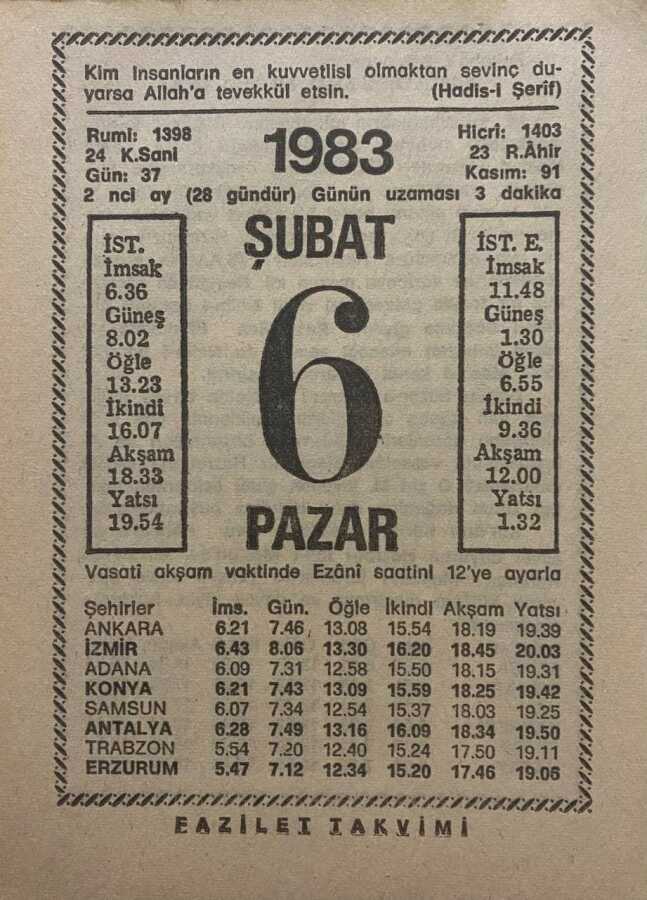 Kim insanların en kuvvetlisi olmaktan sevinç du-
yarsa Allah'a tevekkül etsin. (Hadis-i Şerîf)
Rumî: 1398
24 K.Sani
Gün: 37
1983
Hicrî: 1403
23 R.Âhir
Kasım: 91
2 nci ay (28 gündür) Günün uzaması 3 dakika
ŞUBAT
6
PAZAR
İST.
İmsak
6.36
Güneş
8.02
Öğle
13.23
İkindi
16.07
Akşam
18.33
Yatsı
19.54
İST. E.
İmsak
11.48
Güneş
1.30
Öğle
6.55
İkindi
9.36
Akşam
12.00
Yatsı
1.32
Vasatî akşam vaktinde Ezânî saatini 12'ye ayarla
Şehirler İms. Gün. Öğle İkindi Akşam Yatsı
ANKARA 6.21 7.46 13.08 15.54 18.19 19.39
İZMİR 6.43 8.06 13.30 16.20 18.45 20.03
ADANA 6.09 7.31 12.58 15.50 18.15 19.31
KONYA 6.21 7.43 13.09 15.59 18.25 19.42
SAMSUN 6.07 7.34 12.54 15.37 18.03 19.25
ANTALYA 6.28 7.49 13.16 16.09 18.34 19.50
TRABZON 5.54 7.20 12.40 15.24 17.50 19.11
ERZURUM 5.47 7.12 12.34 15.20 17.46 19.06
FAZİLET TAKVİMİ